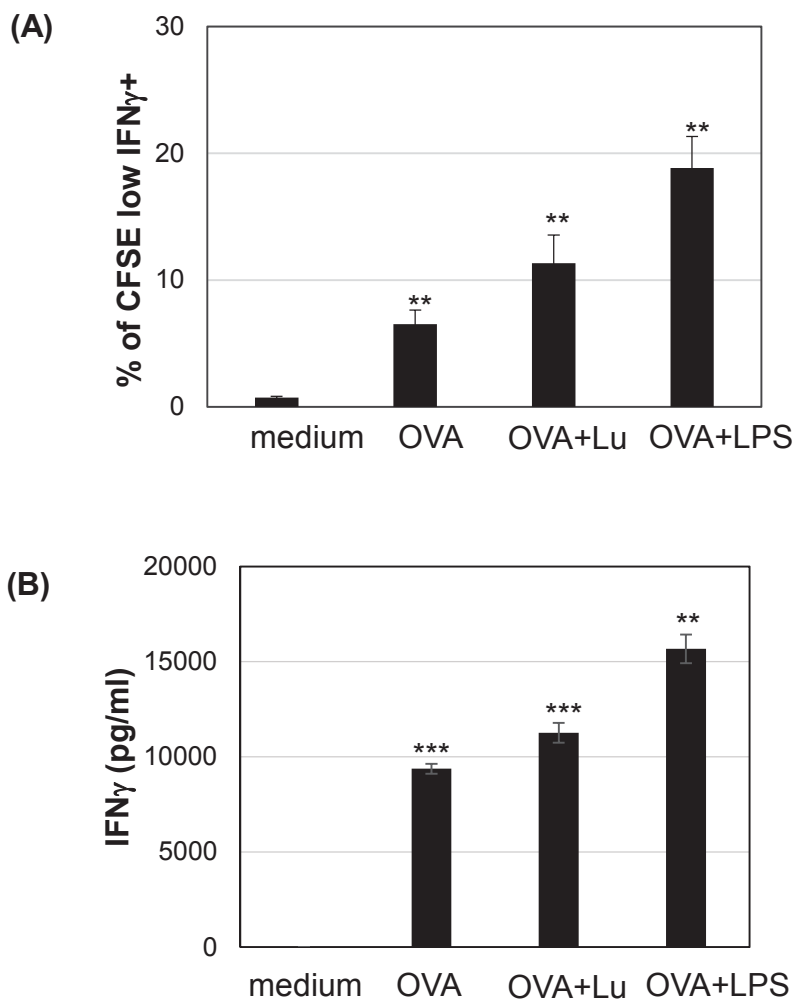 (A)
% of CFSE low IFNγ+
30
20
10
0
**
**
**
medium OVA OVA+Lu OVA+LPS
(B)
IFNγ (pg/ml)
20000
15000
10000
5000
0
***
***
**
medium OVA OVA+Lu OVA+LPS